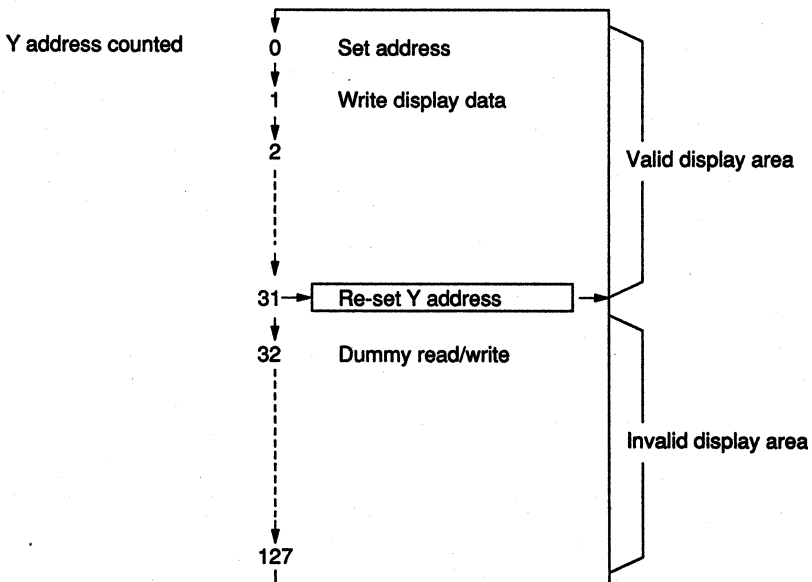 Y address counted
0 Set address
1 Write display data
2
Valid display area
31 Re-set Y address
32 Dummy read/write
Invalid display area
127